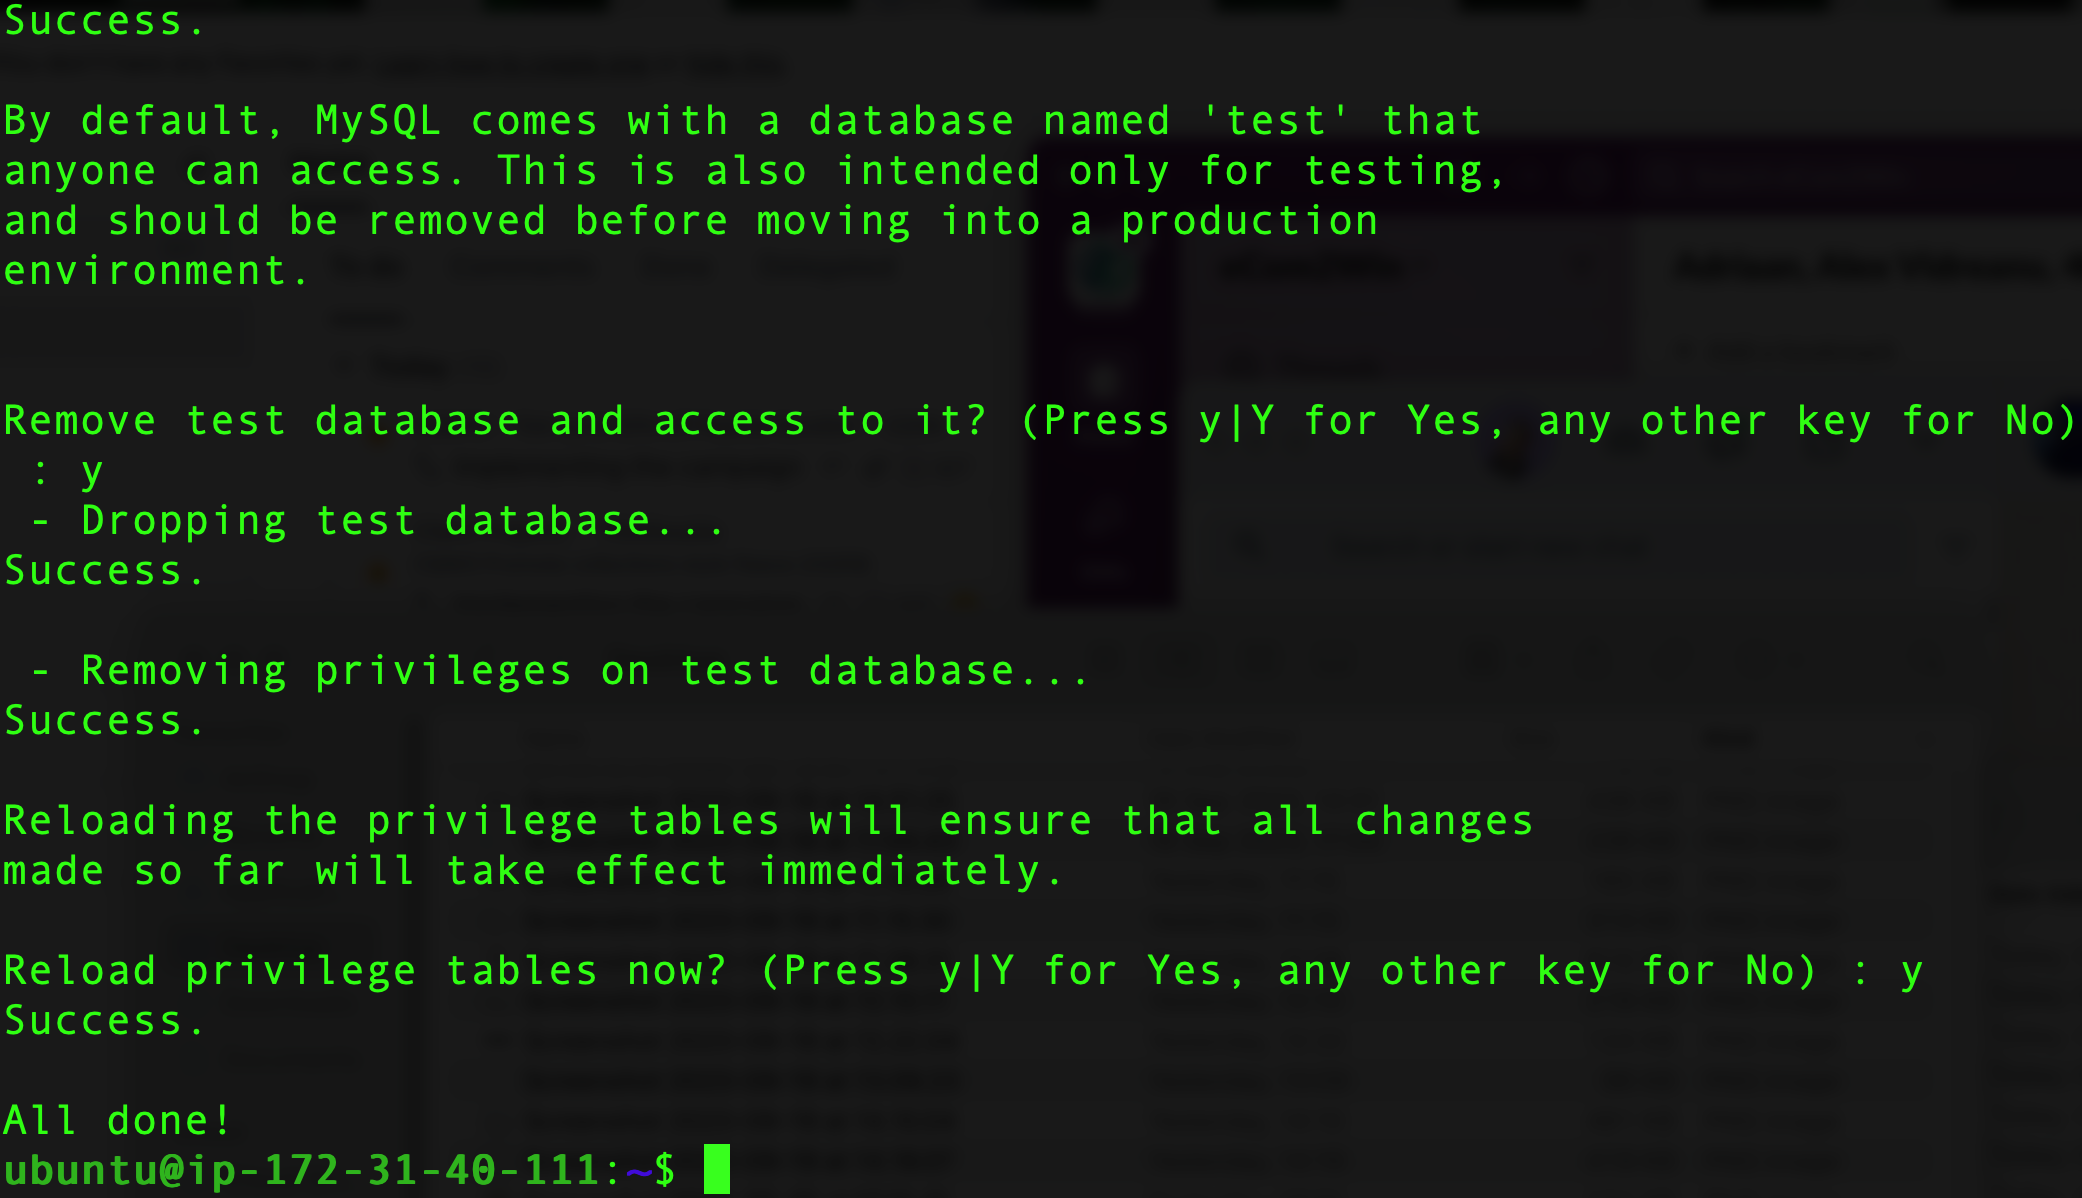 Success.
By default, MySQL comes with a database named 'test' that
anyone can access. This is also intended only for testing,
and should be removed before moving into a production
environment.
Remove test database and access to it? (Press y|Y for Yes, any other key for No)
 : y
 - Dropping test database...
Success.
 - Removing privileges on test database...
Success.
Reloading the privilege tables will ensure that all changes
made so far will take effect immediately.
Reload privilege tables now? (Press y|Y for Yes, any other key for No) : y
Success.
All done!
ubuntu@ip-172-31-40-111:~$